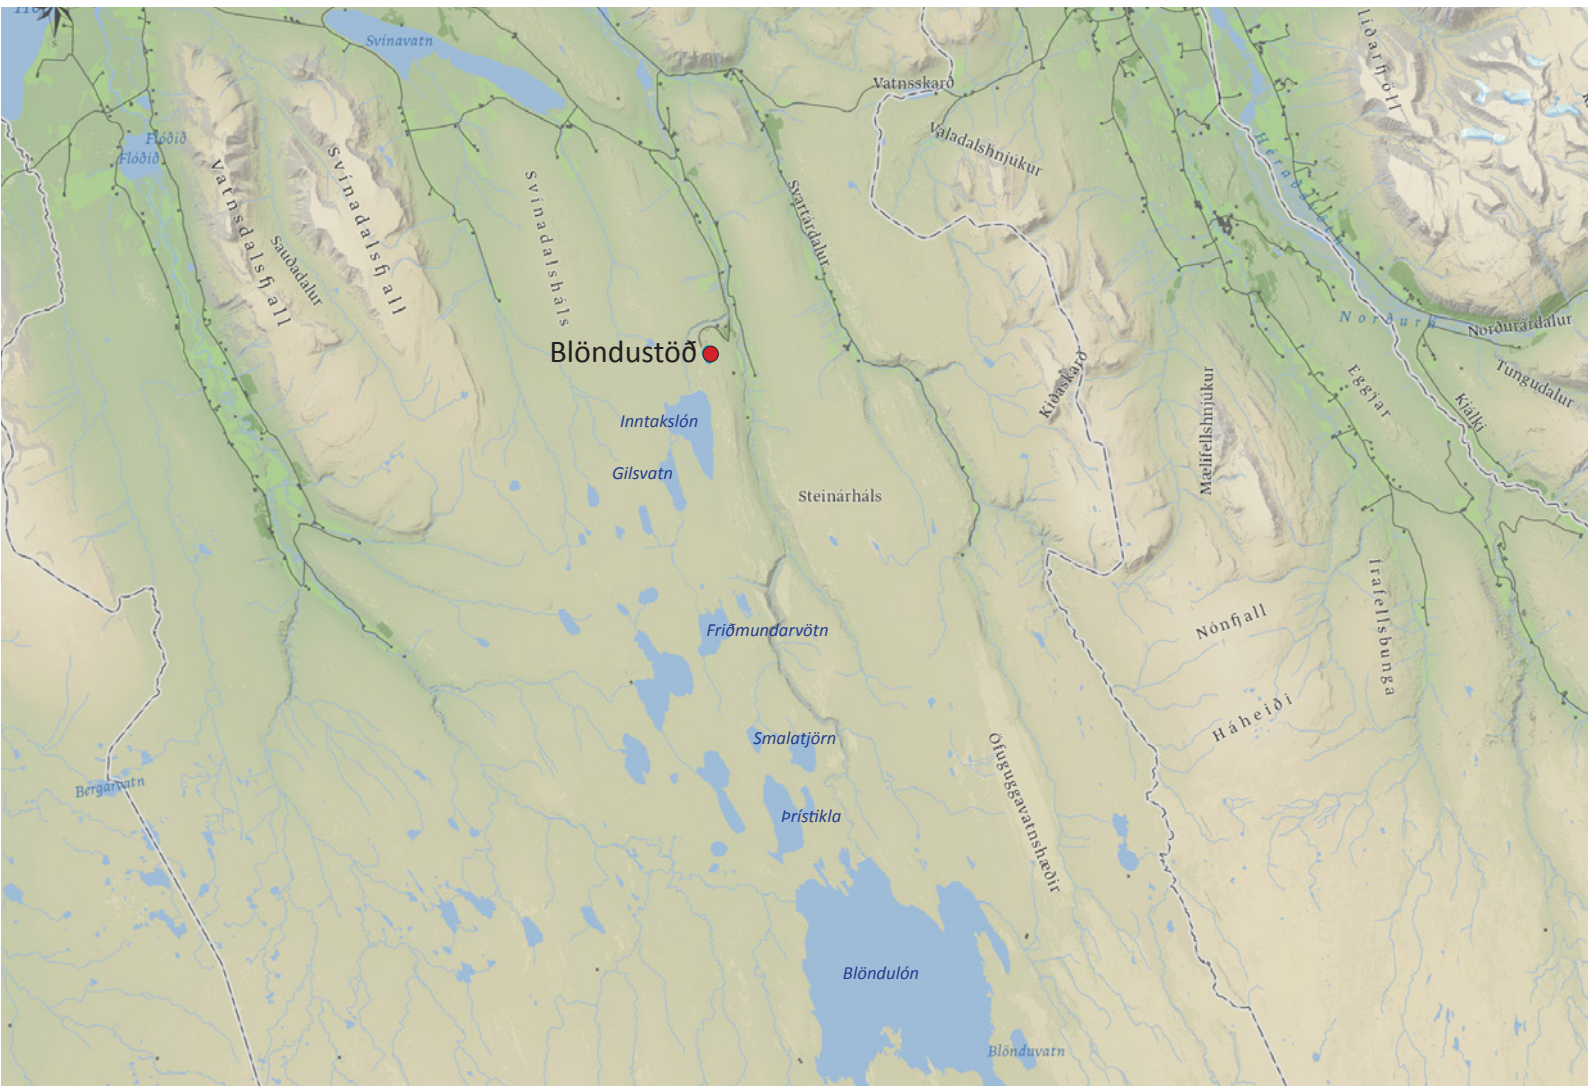 Svínavatn
Vatnsskarð
Valadalshnjúkur
Flóðið
Flóðið
Héraðsvötn
Vatnsdalsfjall
Svínadalsfjall
Sauðadalur
Svínadalsháls
Svartárdalur
Norðurá
Norðurárdalur
Blöndustöð
Kiðaskarð
Mælifellshnjúkur
Eggjar
Kjálki
Tungudalur
Inntakslón
Gilsvatn
Steinárháls
Írafellsbunga
Nónfjall
Friðmundarvötn
Háheiði
Smalatjörn
Öfuguggavatnshæðir
Bergárvatn
Þrístikla
Blöndulón
Blönduvatn